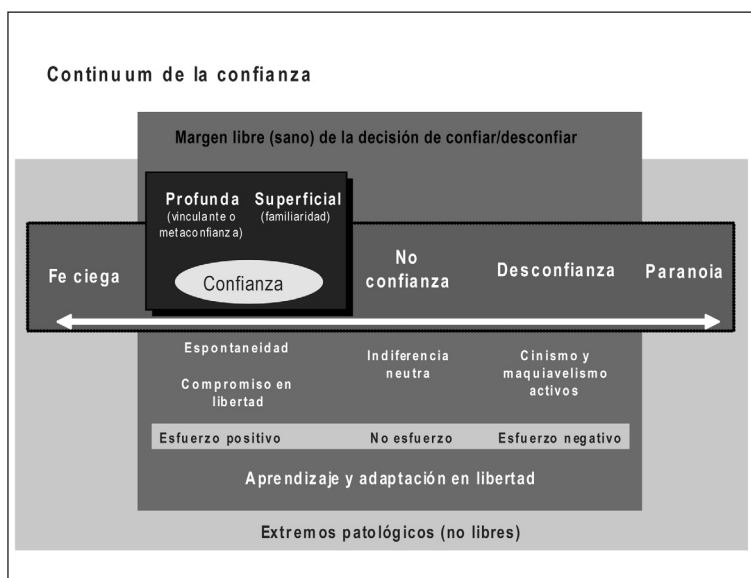 Continuum de la confianza
Margen libre (sano) de la decisión de confiar/desconfiar
Profunda
(vinculante o
metaconfianza)
Superficial
(familiaridad)
Fe ciega
Confianza
No
confianza
Desconfianza
Paranoia
Espontaneidad
Compromiso en
libertad
Indiferencia
neutra
Cinismo y
maquiavelismo
activos
Esfuerzo positivo
No esfuerzo
Esfuerzo negativo
Aprendizaje y adaptación en libertad
Extremos patológicos (no libres)